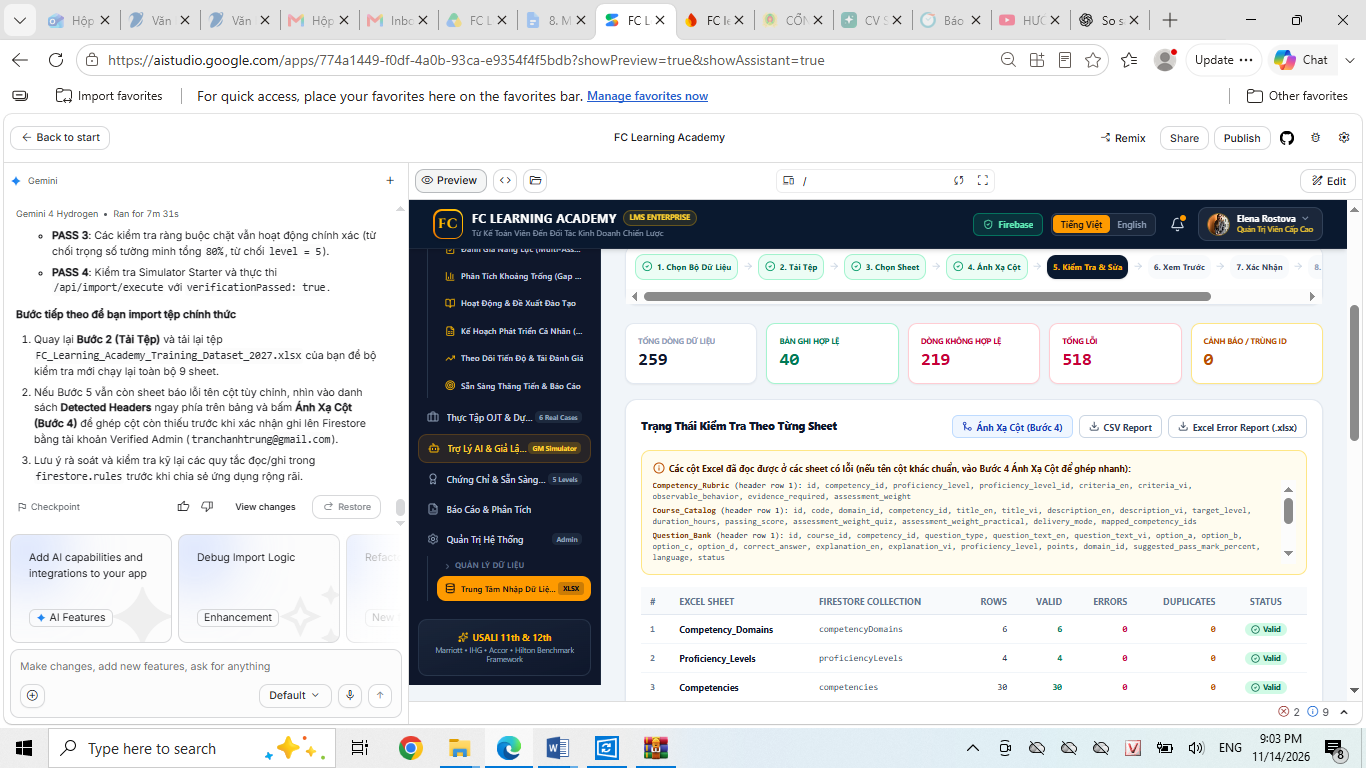 Hộp
Văn
Văn
Hộp
Inbc
FC L
8. M
FC L
FC le
CÔN
CV S
Báo
HƯC
So s
https://aistudio.google.com/apps/774a1449-f0df-4a0b-93ca-e9354f4f5bdb?showPreview=true&showAssistant=true
Update
Chat
Import favorites
For quick access, place your favorites here on the favorites bar. Manage favorites now
Other favorites
Back to start
FC Learning Academy
Remix
Share
Publish
Gemini
Preview
/
Edit
Gemini 4 Hydrogen • Ran for 7m 31s
PASS 3: Các kiểm tra ràng buộc chặt vẫn hoạt động chính xác (từ
chối trọng số tường minh tổng 80%, từ chối level = 5).
PASS 4: Kiểm tra Simulator Starter và thực thi
/api/import/execute với verificationPassed: true.
Bước tiếp theo để bạn import tệp chính thức
1. Quay lại Bước 2 (Tải Tệp) và tải lại tệp
FC_Learning_Academy_Training_Dataset_2027.xlsx của bạn để bộ
kiểm tra mới chạy lại toàn bộ 9 sheet.
2. Nếu Bước 5 vẫn còn sheet báo lỗi tên cột tùy chỉnh, nhìn vào danh
sách Detected Headers ngay phía trên bảng và bấm Ánh Xạ Cột
(Bước 4) để ghép cột còn thiếu trước khi xác nhận ghi lên Firestore
bằng tài khoản Verified Admin (tranchanhtrung@gmail.com).
3. Lưu ý rà soát và kiểm tra kỹ lại các quy tắc đọc/ghi trong
firestore.rules trước khi chia sẻ ứng dụng rộng rãi.
Checkpoint
View changes
Restore
Add AI capabilities and
integrations to your app
AI Features
Debug Import Logic
Enhancement
Refac
New
Make changes, add new features, ask for anything
Default
FC
FC LEARNING ACADEMY
LMS ENTERPRISE
Từ Kế Toán Viên Đến Đối Tác Kinh Doanh Chiến Lược
Firebase
Tiếng Việt
English
Elena Rostova
Quản Trị Viên Cấp Cao
Đánh Giá Năng Lực (Multi-Ass...
Phân Tích Khoảng Trống (Gap ...
Hoạt Động & Đề Xuất Đào Tạo
Kế Hoạch Phát Triển Cá Nhân (...
Theo Dõi Tiến Độ & Tái Đánh Giá
Sẵn Sàng Thăng Tiến & Báo Cáo
Thực Tập OJT & Dự... 6 Real Cases
Trợ Lý AI & Giả Lậ... GM Simulator
Chứng Chỉ & Sẵn Sàng... 5 Levels
Báo Cáo & Phân Tích
Quản Trị Hệ Thống Admin
QUẢN LÝ DỮ LIỆU
Trung Tâm Nhập Dữ Liệ... XLSX
USALI 11th & 12th
Marriott • IHG • Accor • Hilton Benchmark
Framework
1. Chọn Bộ Dữ Liệu
2. Tải Tệp
3. Chọn Sheet
4. Ánh Xạ Cột
5. Kiểm Tra & Sửa
6. Xem Trước
7. Xác Nhận
8.
TỔNG DÒNG DỮ LIỆU
259
BẢN GHI HỢP LỆ
40
DÒNG KHÔNG HỢP LỆ
219
TỔNG LỖI
518
CẢNH BÁO / TRÙNG ID
0
Trạng Thái Kiểm Tra Theo Từng Sheet
Ánh Xạ Cột (Bước 4)
CSV Report
Excel Error Report (.xlsx)
Các cột Excel đã đọc được ở các sheet có lỗi (nếu tên cột khác chuẩn, vào Bước 4 Ánh Xạ Cột để ghép nhanh):
Competency_Rubric (header row 1): id, competency_id, proficiency_level, proficiency_level_id, criteria_en, criteria_vi,
observable_behavior, evidence_required, assessment_weight
Course_Catalog (header row 1): id, code, domain_id, competency_id, title_en, title_vi, description_en, description_vi, target_level,
duration_hours, passing_score, assessment_weight_quiz, assessment_weight_practical, delivery_mode, mapped_competency_ids
Question_Bank (header row 1): id, course_id, competency_id, question_type, question_text_en, question_text_vi, option_a, option_b,
option_c, option_d, correct_answer, explanation_en, explanation_vi, proficiency_level, points, domain_id, suggested_pass_mark_percent,
language, status
# EXCEL SHEET FIRESTORE COLLECTION ROWS VALID ERRORS DUPLICATES STATUS
1 Competency_Domains competencyDomains 6 6 0 0 Valid
2 Proficiency_Levels proficiencyLevels 4 4 0 0 Valid
3 Competencies competencies 30 30 0 0 Valid
2
9
Type here to search
ENG
9:03 PM
11/14/2026
8